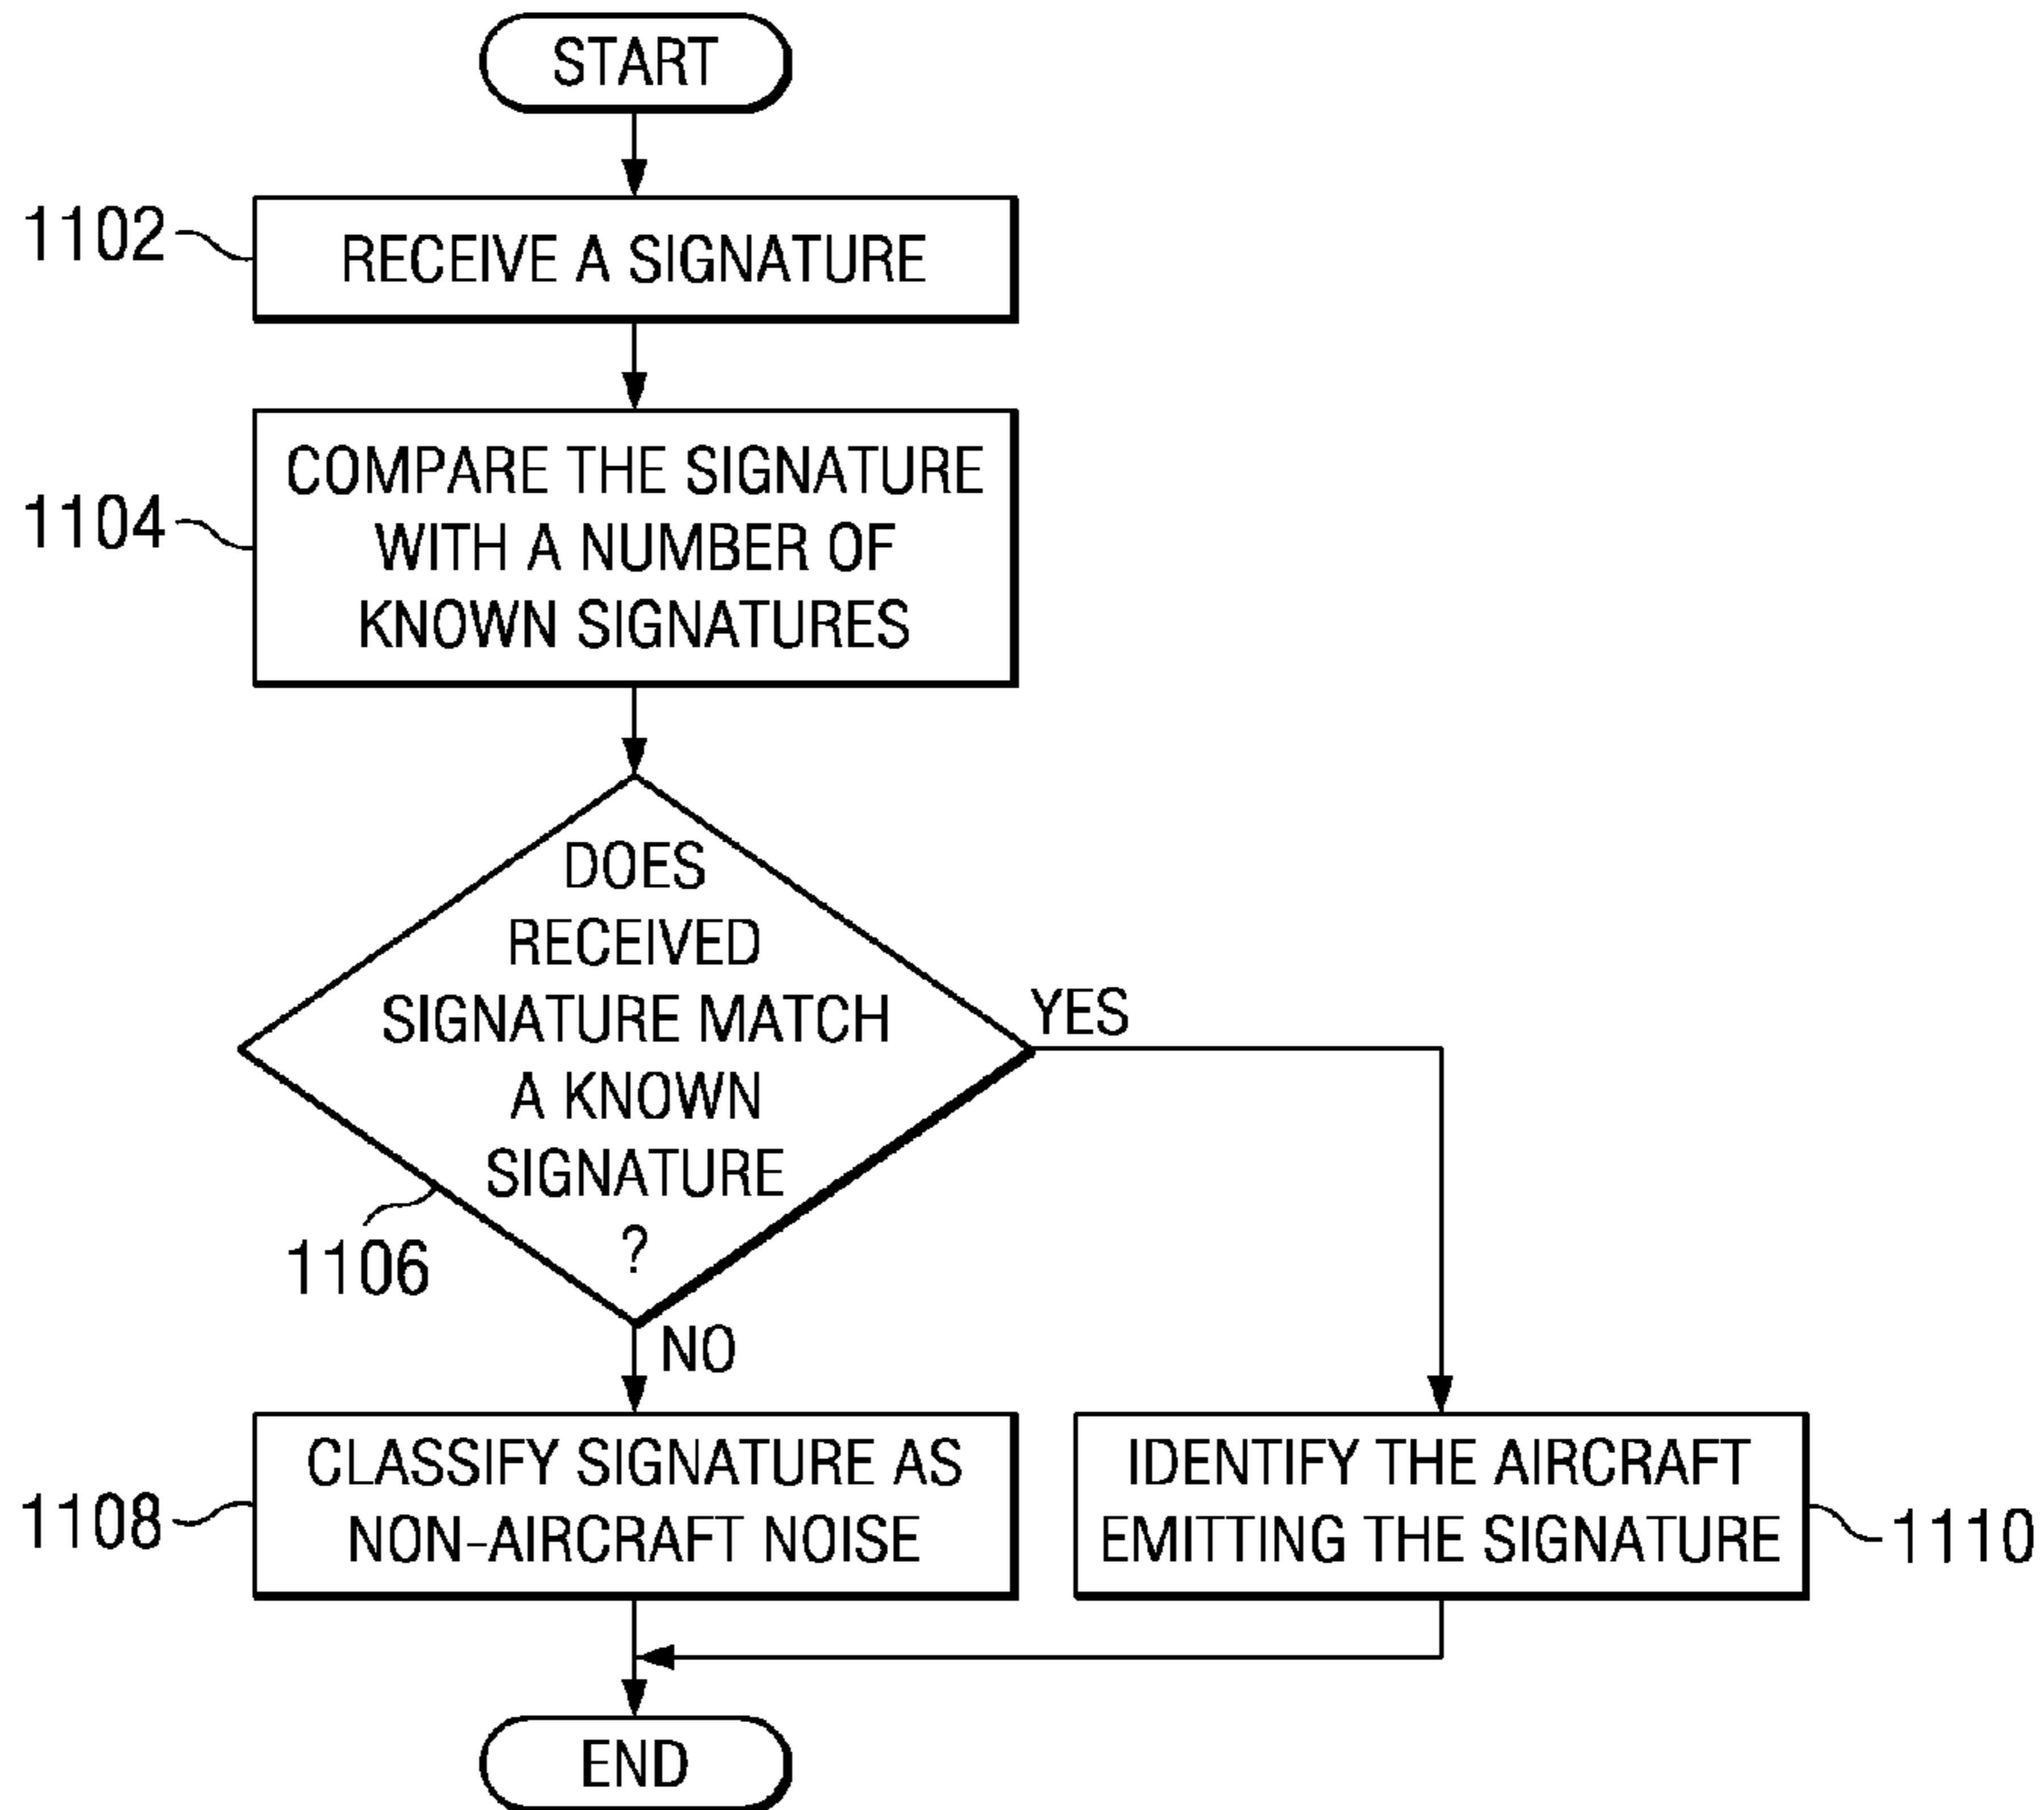 START
1102
RECEIVE A SIGNATURE
1104
COMPARE THE SIGNATURE
WITH A NUMBER OF
KNOWN SIGNATURES
DOES
RECEIVED
SIGNATURE MATCH
A KNOWN
SIGNATURE
?
1106
YES
NO
1108
CLASSIFY SIGNATURE AS
NON-AIRCRAFT NOISE
IDENTIFY THE AIRCRAFT
EMITTING THE SIGNATURE
1110
END